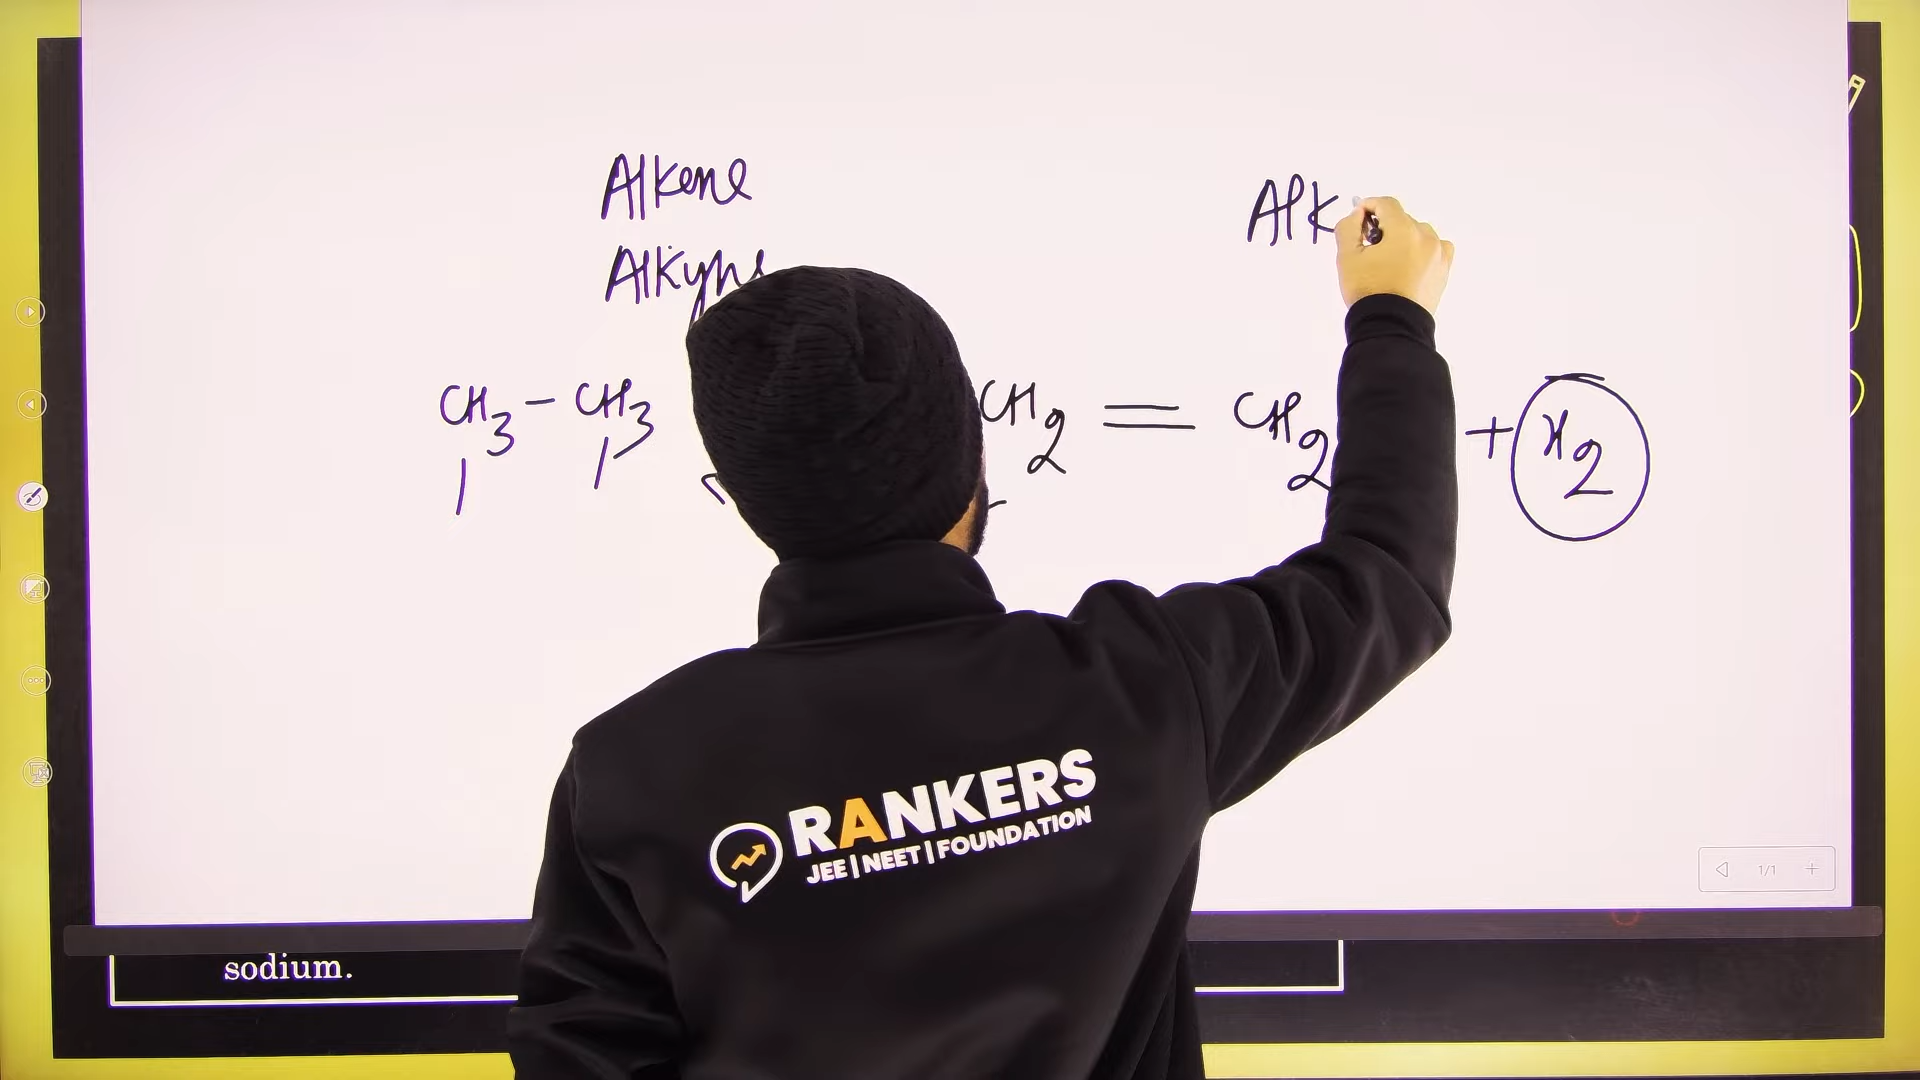 Alkene
Alk
Alkyn
CH3 - CH3
CH2 = CH2 + H2
RANKERS
JEE | NEET | FOUNDATION
1/1 +
sodium.